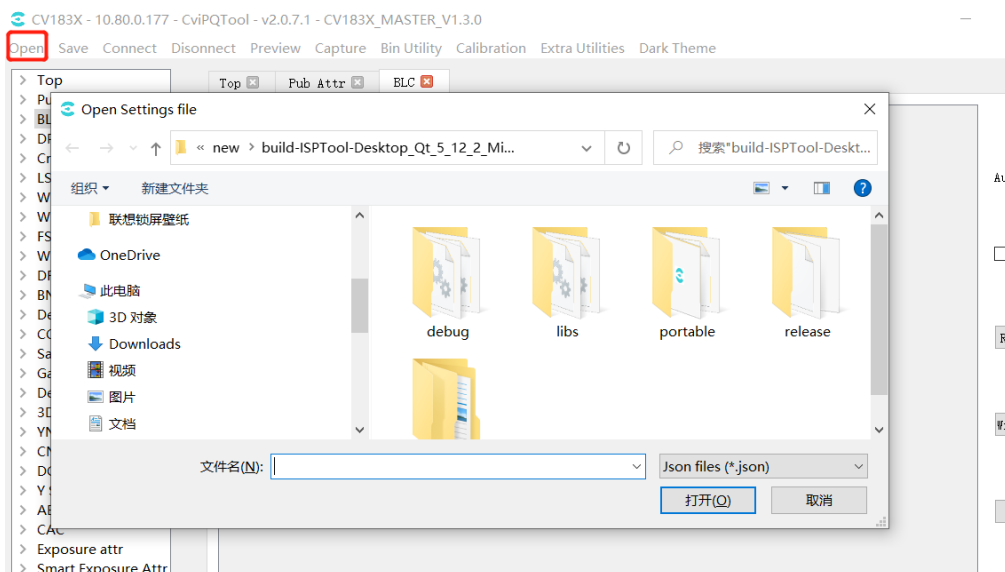 CV183X - 10.80.0.177 - CviPQTool - v2.0.7.1 - CV183X_MASTER_V1.3.0
Open Save Connect Disonnect Preview Capture Bin Utility Calibration Extra Utilities Dark Theme
Top
Top Pub Attr BLC
Open Settings file
« new > build-ISPTool-Desktop_Qt_5_12_2_Mi...
搜索"build-ISPTool-Deskt...
组织 新建文件夹
联想锁屏壁纸
OneDrive
此电脑
3D 对象
Downloads
视频
图片
文档
debug libs portable release
文件名(N):
Json files (*.json)
打开(O) 取消
CAC
Exposure attr
Smart Exposure Attr